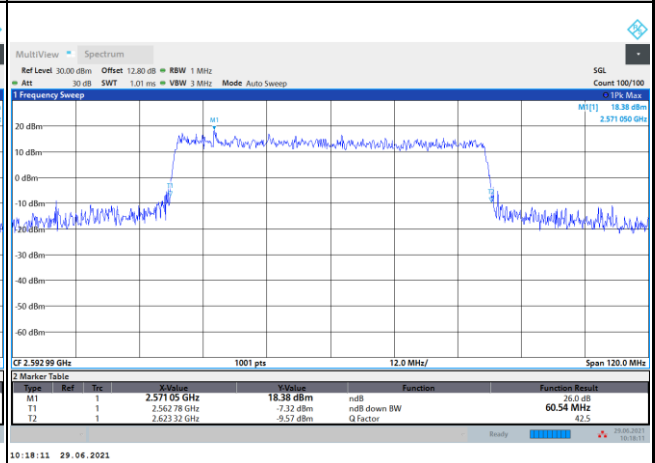 MultiView Spectrum
Ref Level 30.00 dBm Offset 12.80 dB RBW 1 MHz SGL
Att 30 dB SWT 1.01 ms VBW 3 MHz Mode Auto Sweep Count 100/100
1 Frequency Sweep 1Pk Max
M1[1] 18.38 dBm
2.571 050 GHz
M1
20 dBm
10 dBm
0 dBm
T1
T2
-10 dBm
-20 dBm
-30 dBm
-40 dBm
-50 dBm
-60 dBm
CF 2.592 99 GHz 1001 pts 12.0 MHz/ Span 120.0 MHz
2 Marker Table
Type Ref Trc X-Value Y-Value Function Function Result
M1 1 2.571 05 GHz 18.38 dBm ndB 26.0 dB
T1 1 2.562 78 GHz -7.32 dBm ndB down BW 60.54 MHz
T2 1 2.623 32 GHz -9.57 dBm Q Factor 42.5
Ready 29.06.2021
10:18:11
10:18:11 29.06.2021